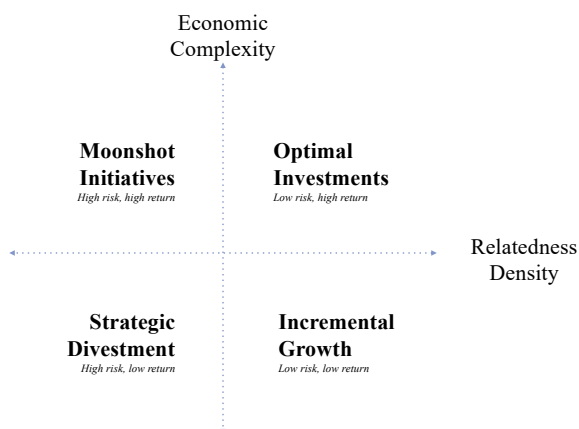 Economic
Complexity
Moonshot
Initiatives
High risk, high return
Optimal
Investments
Low risk, high return
Relatedness
Density
Strategic
Divestment
High risk, low return
Incremental
Growth
Low risk, low return